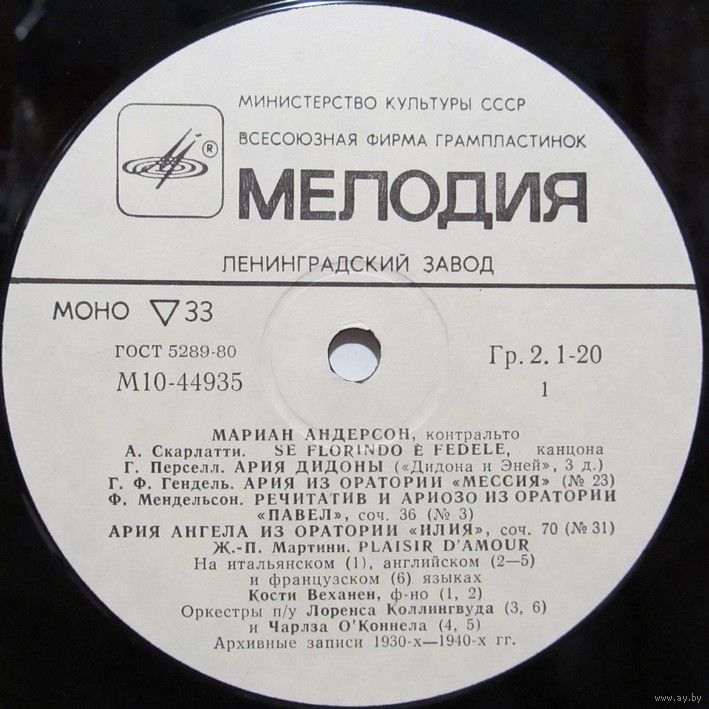 МИНИСТЕРСТВО КУЛЬТУРЫ СССР
ВСЕСОЮЗНАЯ ФИРМА ГРАМПЛАСТИНОК
®
МЕЛОДИЯ
ЛЕНИНГРАДСКИЙ ЗАВОД
МОНО ▽ 33
ГОСТ 5289-80
Гр. 2. 1-20
М10-44935
1
МАРИАН АНДЕРСОН, контральто
А. Скарлатти. SE FLORINDO È FEDELE, канцона
Г. Перселл. АРИЯ ДИДОНЫ («Дидона и Эней», 3 д.)
Г. Ф. Гендель. АРИЯ ИЗ ОРАТОРИИ «МЕССИЯ» (№ 23)
Ф. Мендельсон. РЕЧИТАТИВ И АРИОЗО ИЗ ОРАТОРИИ
«ПАВЕЛ», соч. 36 (№ 3)
АРИЯ АНГЕЛА ИЗ ОРАТОРИИ «ИЛИЯ», соч. 70 (№ 31)
Ж.-П. Мартини. PLAISIR D'AMOUR
На итальянском (1), английском (2—5)
и французском (6) языках
Кости Веханен, ф-но (1, 2)
Оркестры п/у Лоренса Коллингвуда (3, 6)
и Чарлза О'Коннела (4, 5)
Архивные записи 1930-х—1940-х гг.
www.ay.by